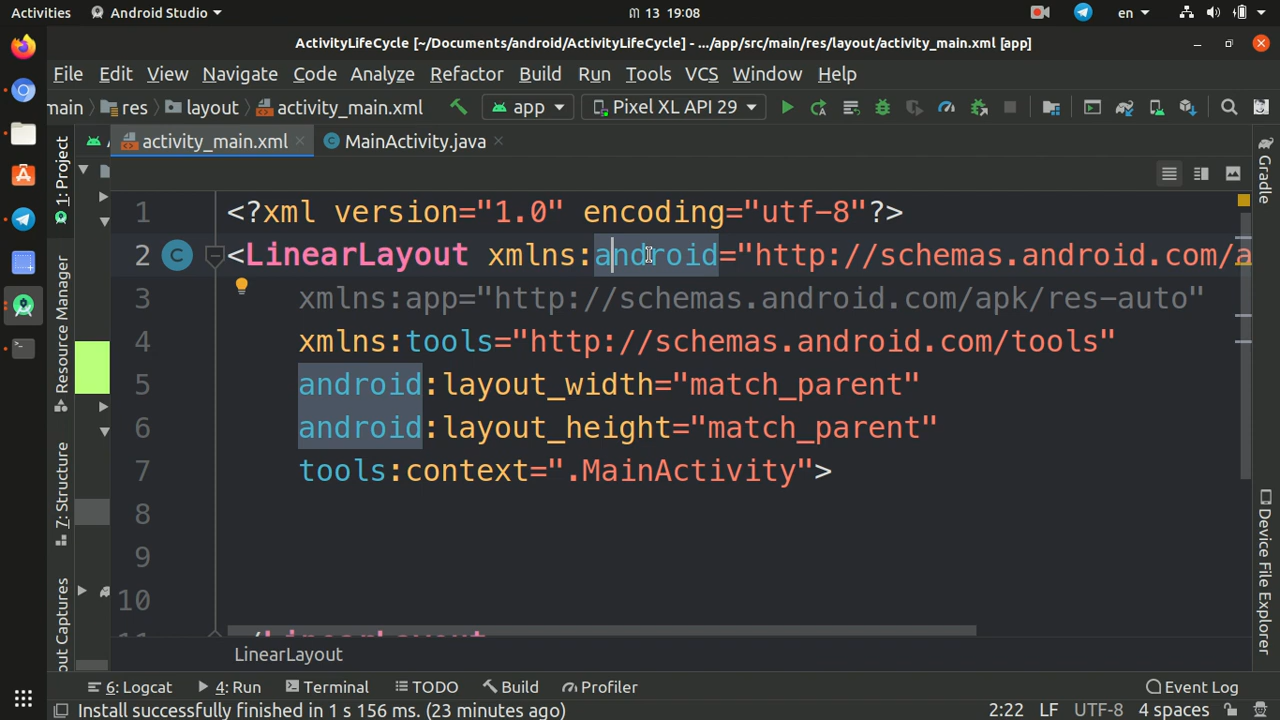 Activities Android Studio ๓ 13 19:08 en
ActivityLifeCycle [~/Documents/android/ActivityLifeCycle] - .../app/src/main/res/layout/activity_main.xml [app]
File Edit View Navigate Code Analyze Refactor Build Run Tools VCS Window Help
main res layout activity_main.xml app Pixel XL API 29
activity_main.xml MainActivity.java
1: Project
Resource Manager
7: Structure
Gradle
Device File Explorer
1 <?xml version="1.0" encoding="utf-8"?>
2 <LinearLayout xmlns:android="http://schemas.android.com/a
3 xmlns:app="http://schemas.android.com/apk/res-auto"
4 xmlns:tools="http://schemas.android.com/tools"
5 android:layout_width="match_parent"
6 android:layout_height="match_parent"
7 tools:context=".MainActivity">
8
9
10
LinearLayout
6: Logcat 4: Run Terminal TODO Build Profiler Event Log
Install successfully finished in 1 s 156 ms. (23 minutes ago) 2:22 LF UTF-8 4 spaces